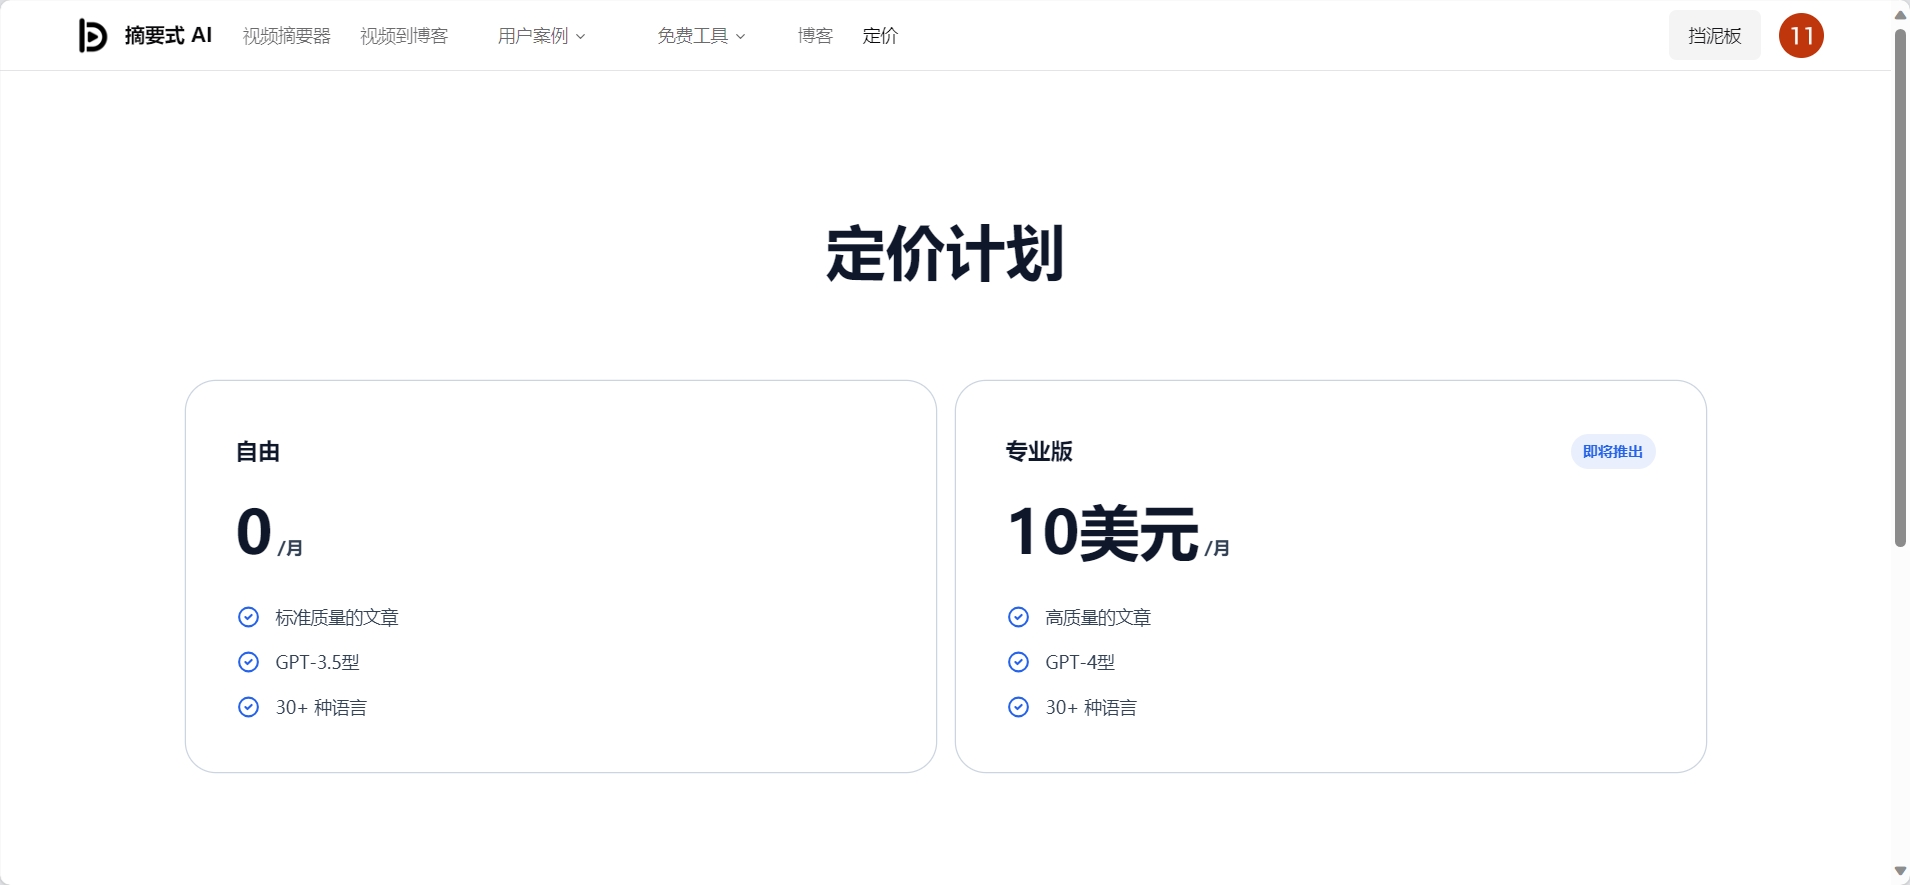 摘要式 AI 视频摘要器 视频到博客 用户案例 免费工具 博客 定价 挡泥板 11
定价计划
自由
0 /月
标准质量的文章
GPT-3.5型
30+ 种语言
专业版 即将推出
10美元 /月
高质量的文章
GPT-4型
30+ 种语言